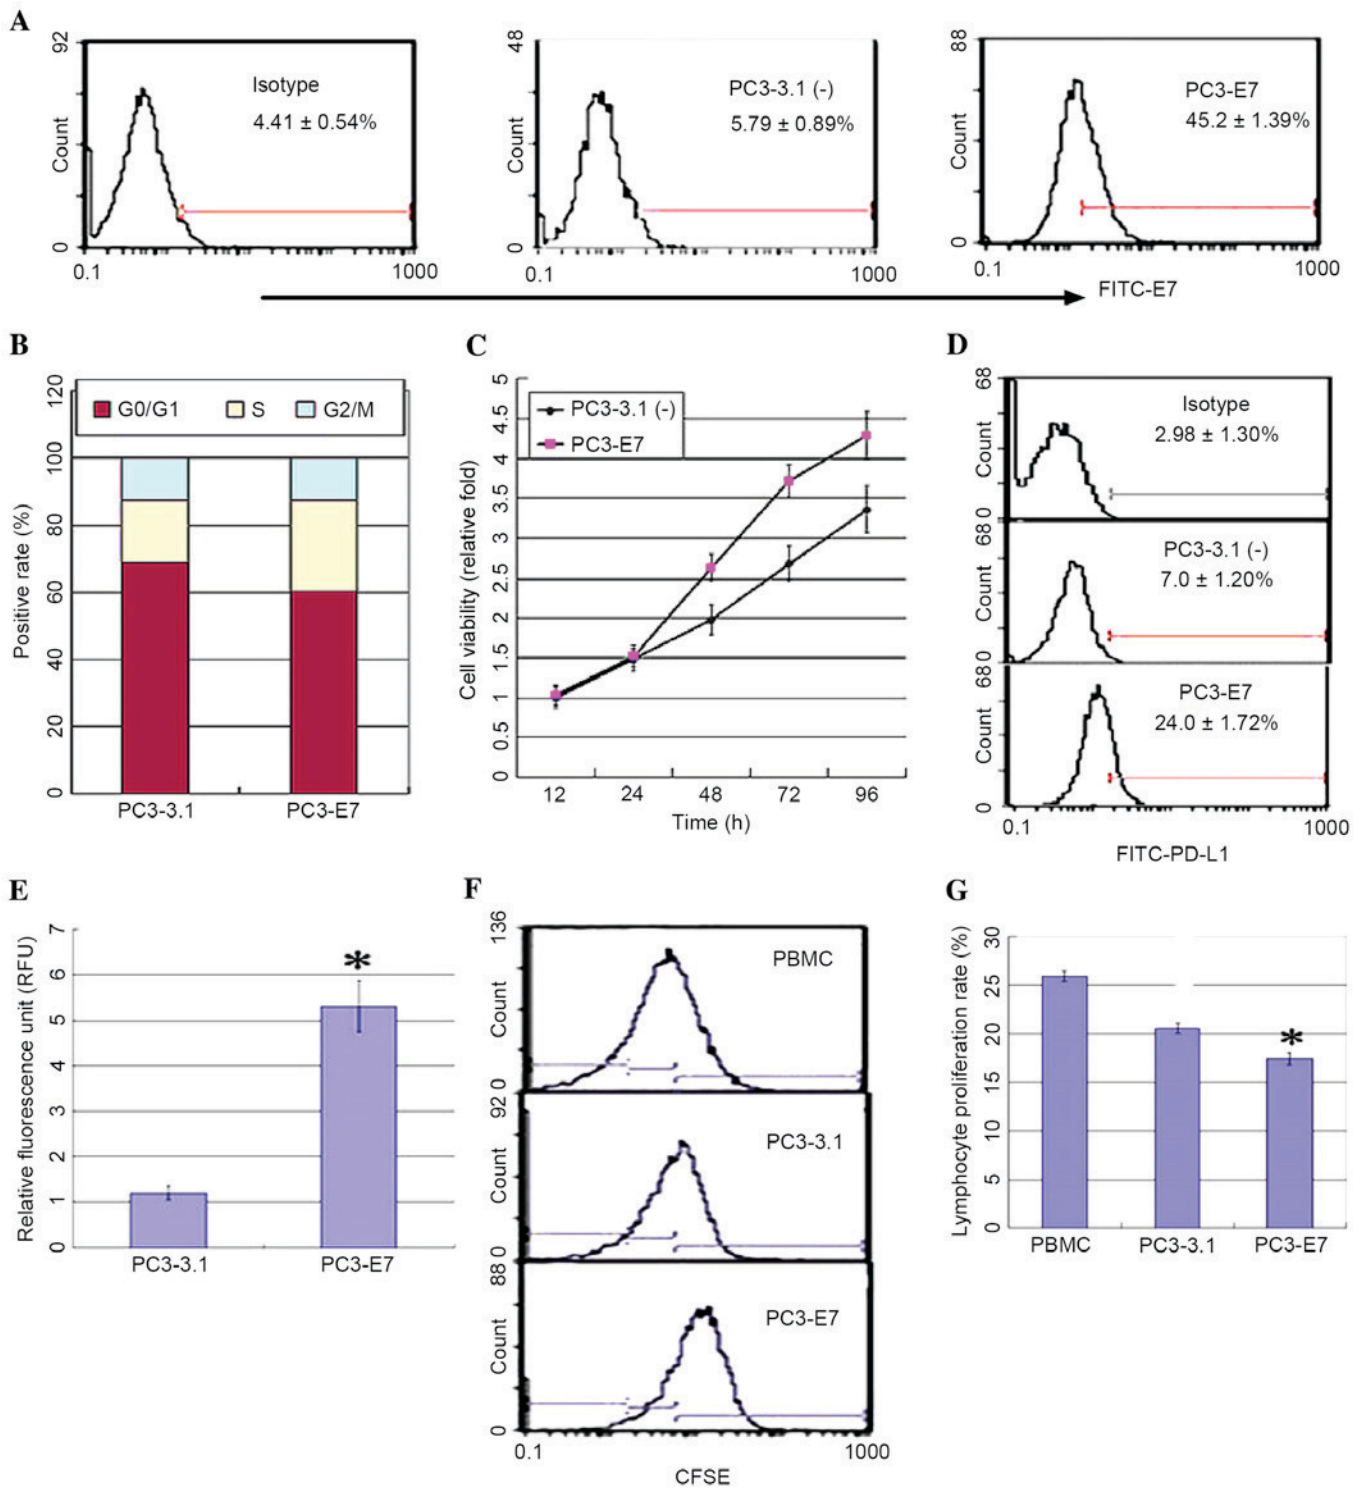 A
92
Count
0
Isotype
4.41 ± 0.54%
0.1
1000
48
Count
0
PC3-3.1 (-)
5.79 ± 0.89%
0.1
1000
88
Count
0
PC3-E7
45.2 ± 1.39%
0.1
1000
FITC-E7
B
Positive rate (%)
120
100
80
60
40
20
0
G0/G1
S
G2/M
PC3-3.1
PC3-E7
C
Cell viability (relative fold)
5
4.5
4
3.5
3
2.5
2
1.5
1
0.5
0
PC3-3.1 (-)
PC3-E7
12
24
48
72
96
Time (h)
D
68
Count
0
Isotype
2.98 ± 1.30%
68
Count
0
PC3-3.1 (-)
7.0 ± 1.20%
68
Count
0
PC3-E7
24.0 ± 1.72%
0.1
1000
FITC-PD-L1
E
Relative fluorescence unit (RFU)
7
6
5
4
3
2
1
0
*
PC3-3.1
PC3-E7
F
136
Count
0
PBMC
92
Count
0
PC3-3.1
88
Count
0
PC3-E7
0.1
1000
CFSE
G
Lymphocyte proliferation rate (%)
30
25
20
15
10
5
0
*
PBMC
PC3-3.1
PC3-E7